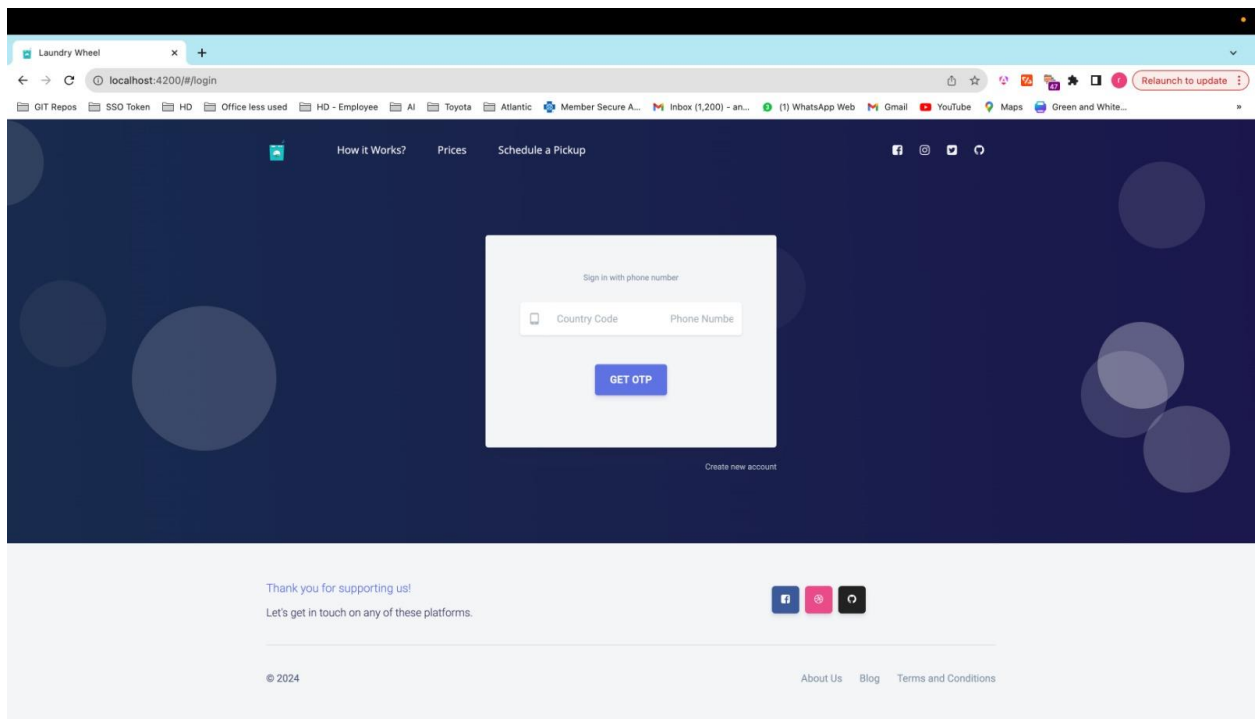 Laundry Wheel
localhost:4200/#/login
Relaunch to update
47
GIT Repos SSO Token HD Office less used HD - Employee AI Toyota Atlantic Member Secure A... Inbox (1,200) - an... (1) WhatsApp Web Gmail YouTube Maps Green and White... »
How it Works? Prices Schedule a Pickup
Sign in with phone number
Country Code Phone Numbe
GET OTP
Create new account
Thank you for supporting us!
Let's get in touch on any of these platforms.
© 2024 About Us Blog Terms and Conditions